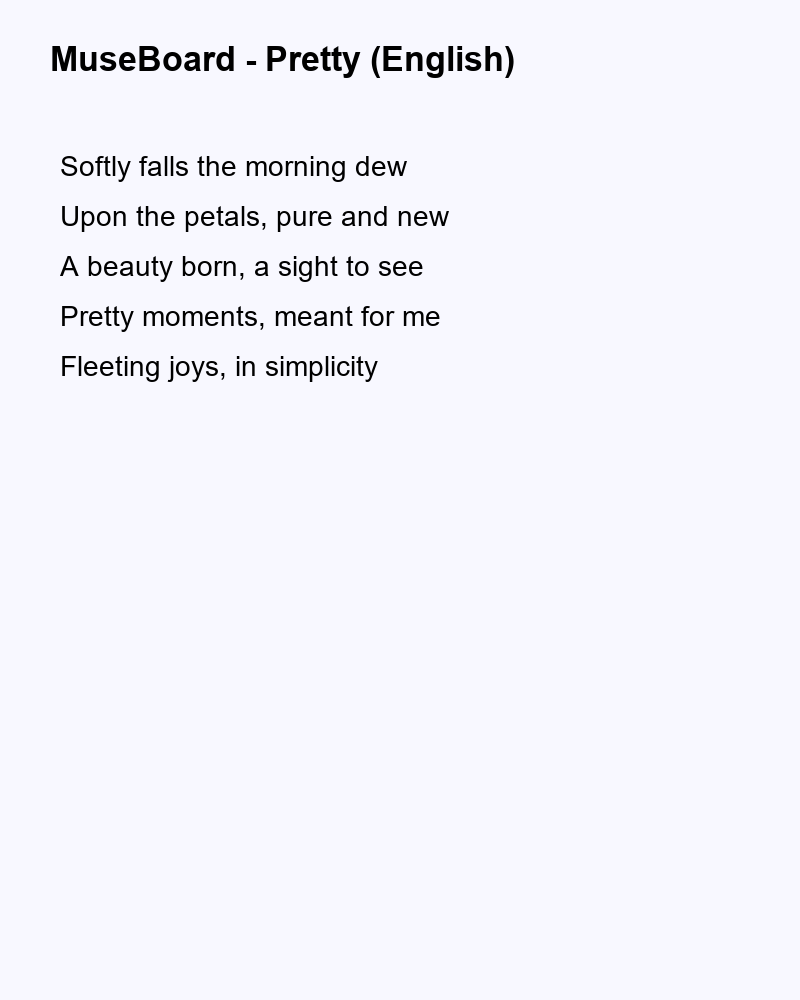 MuseBoard - Pretty (English)
Softly falls the morning dew
Upon the petals, pure and new
A beauty born, a sight to see
Pretty moments, meant for me
Fleeting joys, in simplicity